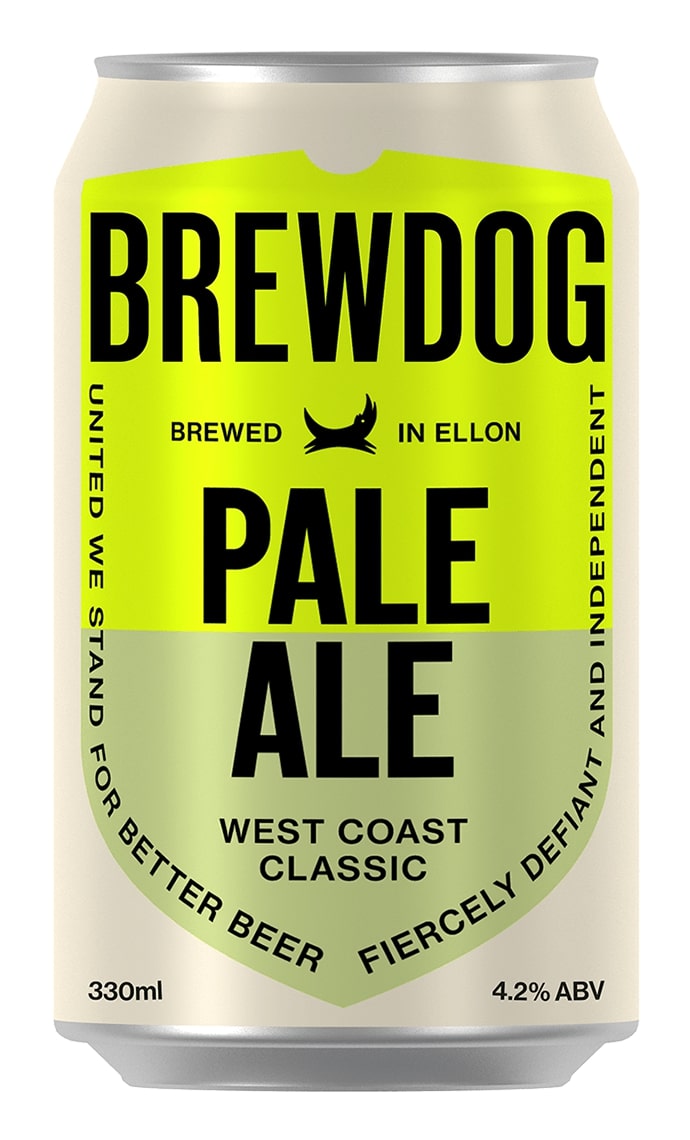 BREWDOG
BREWED IN ELLON
PALE
ALE
WEST COAST
CLASSIC
UNITED WE STAND FOR BETTER BEER
FIERCELY DEFIANT AND INDEPENDENT
330ml
4.2% ABV